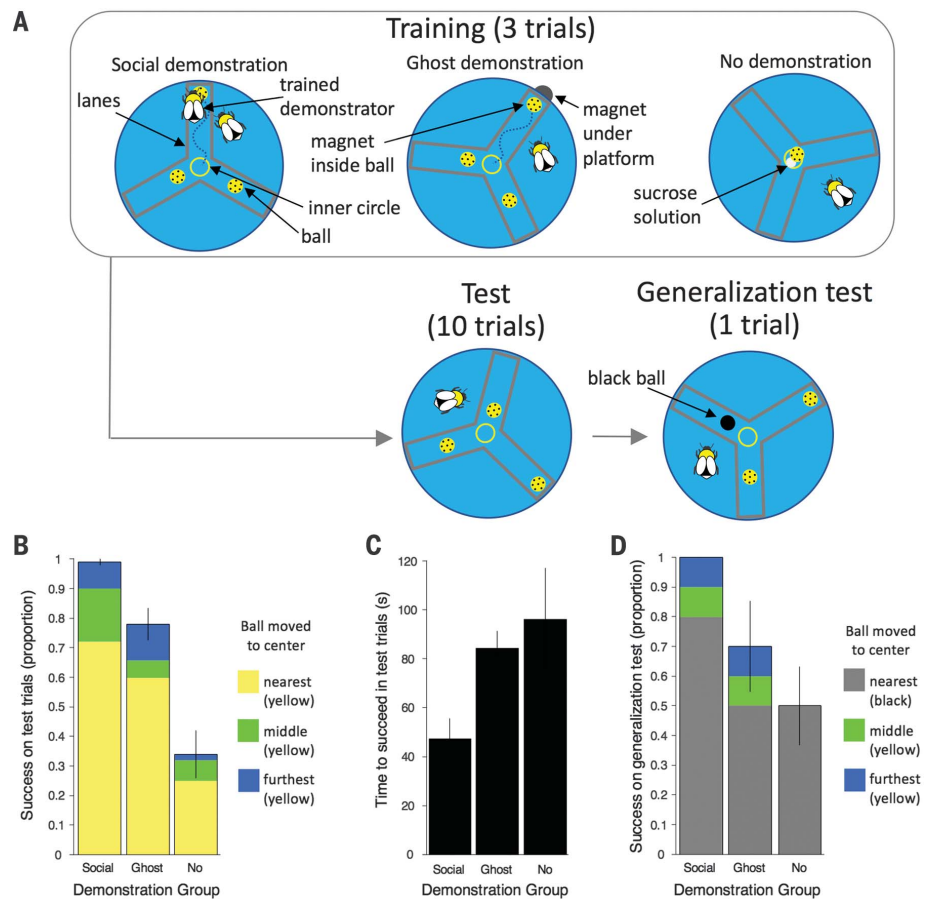 A
Training (3 trials)
Social demonstration
Ghost demonstration
No demonstration
lanes
trained
demonstrator
magnet
inside ball
magnet
under
platform
sucrose
solution
inner circle
ball
Test
(10 trials)
Generalization test
(1 trial)
black ball
B
Success on test trials (proportion)
1
0.9
0.8
0.7
0.6
0.5
0.4
0.3
0.2
0.1
0
Social Ghost No
Demonstration Group
Ball moved
to center
nearest
(yellow)
middle
(yellow)
furthest
(yellow)
C
Time to succeed in test trials (s)
120
100
80
60
40
20
0
Social Ghost No
Demonstration Group
D
Success on generalization test (proportion)
1
0.9
0.8
0.7
0.6
0.5
0.4
0.3
0.2
0.1
0
Social Ghost No
Demonstration Group
Ball moved
to center
nearest
(black)
middle
(yellow)
furthest
(yellow)